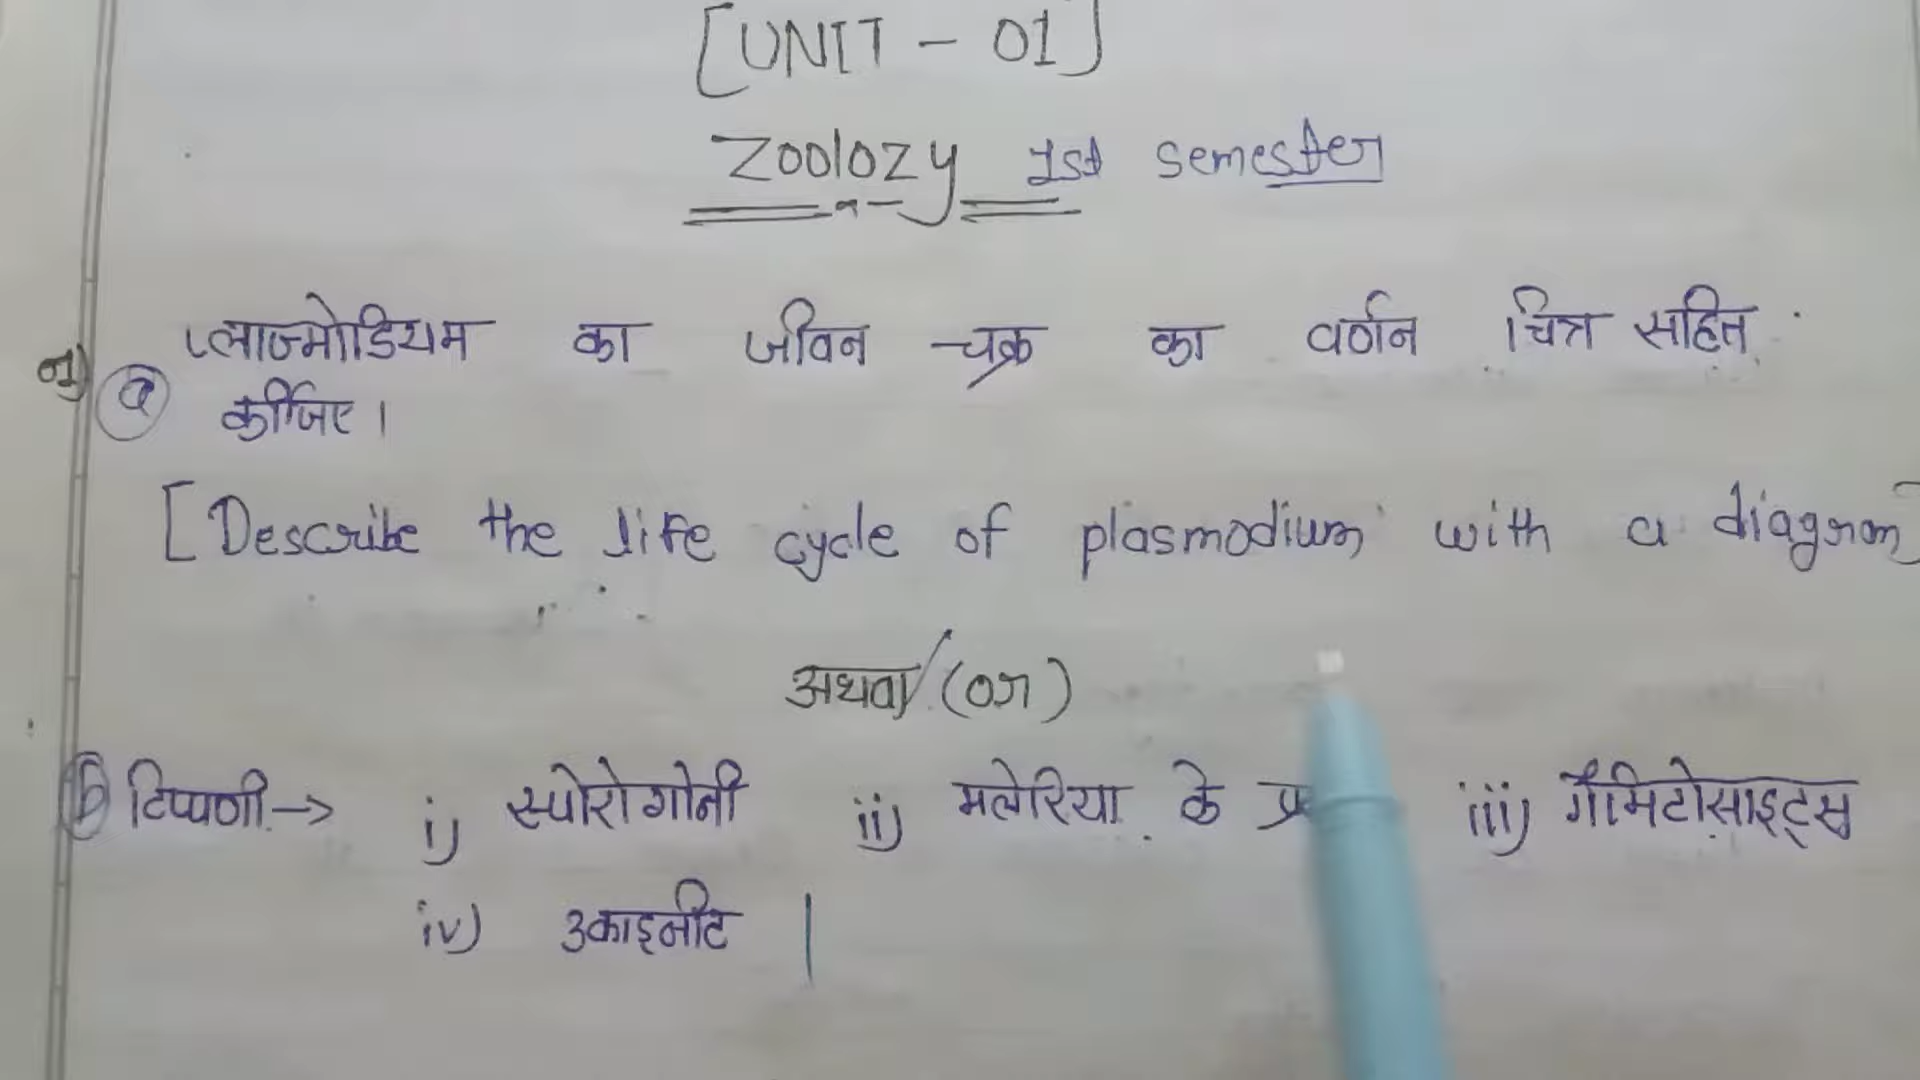 [UNIT - 01]
Zoolozy 1st semester
प्लाज्मोडियम का जीवन चक्र का वर्णन चित्र सहित
a कीजिए।
[Describe the life cycle of plasmodium with a diagram]
अथवा/(or)
b टिप्पणी → i) स्पोरोगोनी ii) मलेरिया के iii) गैमिटोसाइट्स
iv) उकाइनीट |